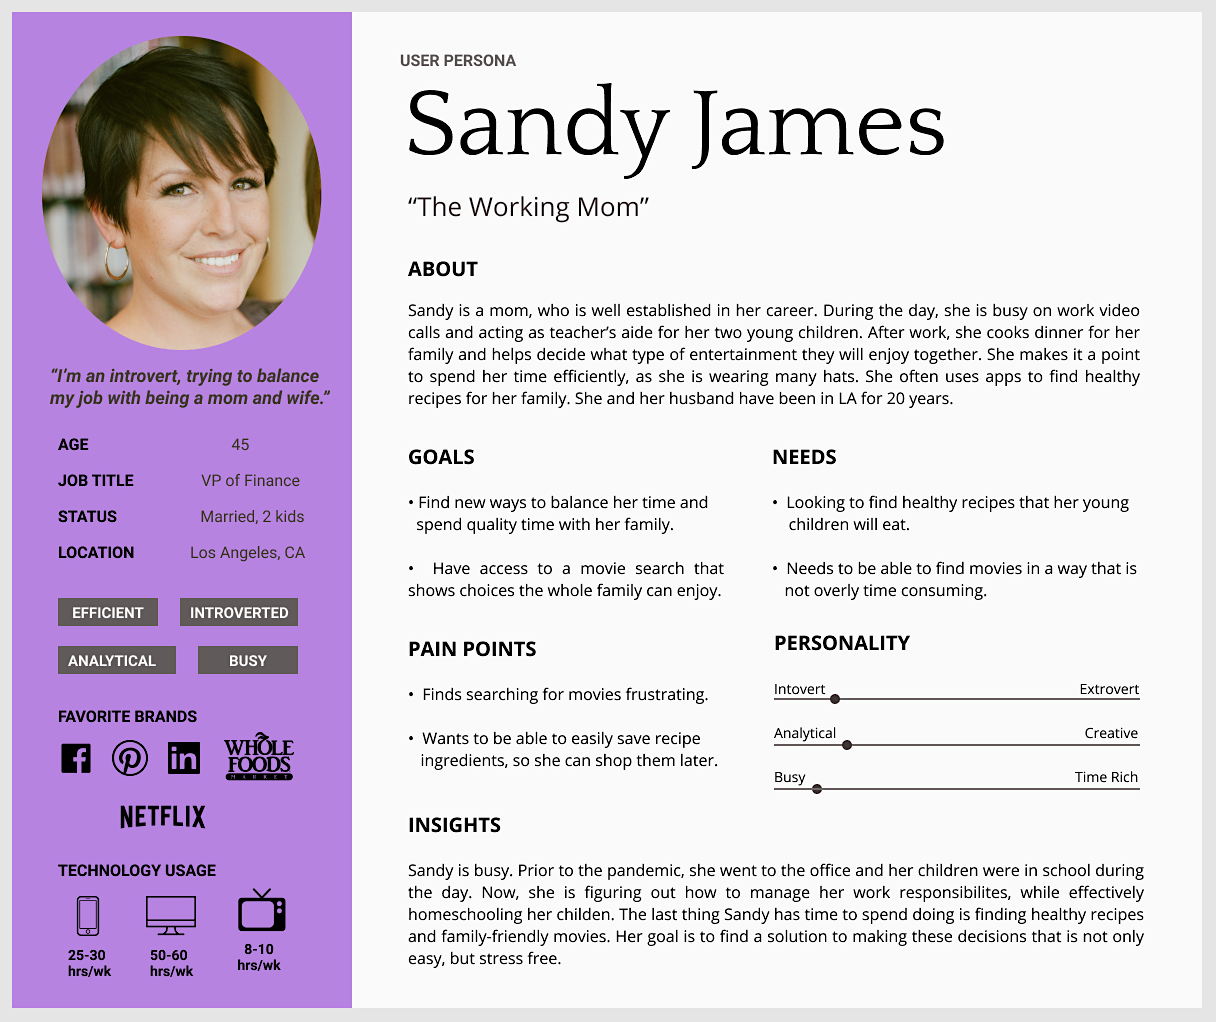 USER PERSONA
Sandy James
“The Working Mom”
“I’m an introvert, trying to balance
my job with being a mom and wife.”
AGE 45
JOB TITLE VP of Finance
STATUS Married, 2 kids
LOCATION Los Angeles, CA
EFFICIENT INTROVERTED
ANALYTICAL BUSY
FAVORITE BRANDS
in WHOLE
FOODS
MARKET
NETFLIX
TECHNOLOGY USAGE
25-30
hrs/wk
50-60
hrs/wk
8-10
hrs/wk
ABOUT
Sandy is a mom, who is well established in her career. During the day, she is busy on work video
calls and acting as teacher’s aide for her two young children. After work, she cooks dinner for her
family and helps decide what type of entertainment they will enjoy together. She makes it a point
to spend her time efficiently, as she is wearing many hats. She often uses apps to find healthy
recipes for her family. She and her husband have been in LA for 20 years.
GOALS
• Find new ways to balance her time and
spend quality time with her family.
• Have access to a movie search that
shows choices the whole family can enjoy.
NEEDS
• Looking to find healthy recipes that her young
children will eat.
• Needs to be able to find movies in a way that is
not overly time consuming.
PAIN POINTS
• Finds searching for movies frustrating.
• Wants to be able to easily save recipe
ingredients, so she can shop them later.
PERSONALITY
Intovert Extrovert
Analytical Creative
Busy Time Rich
INSIGHTS
Sandy is busy. Prior to the pandemic, she went to the office and her children were in school during
the day. Now, she is figuring out how to manage her work responsibilites, while effectively
homeschooling her childen. The last thing Sandy has time to spend doing is finding healthy recipes
and family-friendly movies. Her goal is to find a solution to making these decisions that is not only
easy, but stress free.